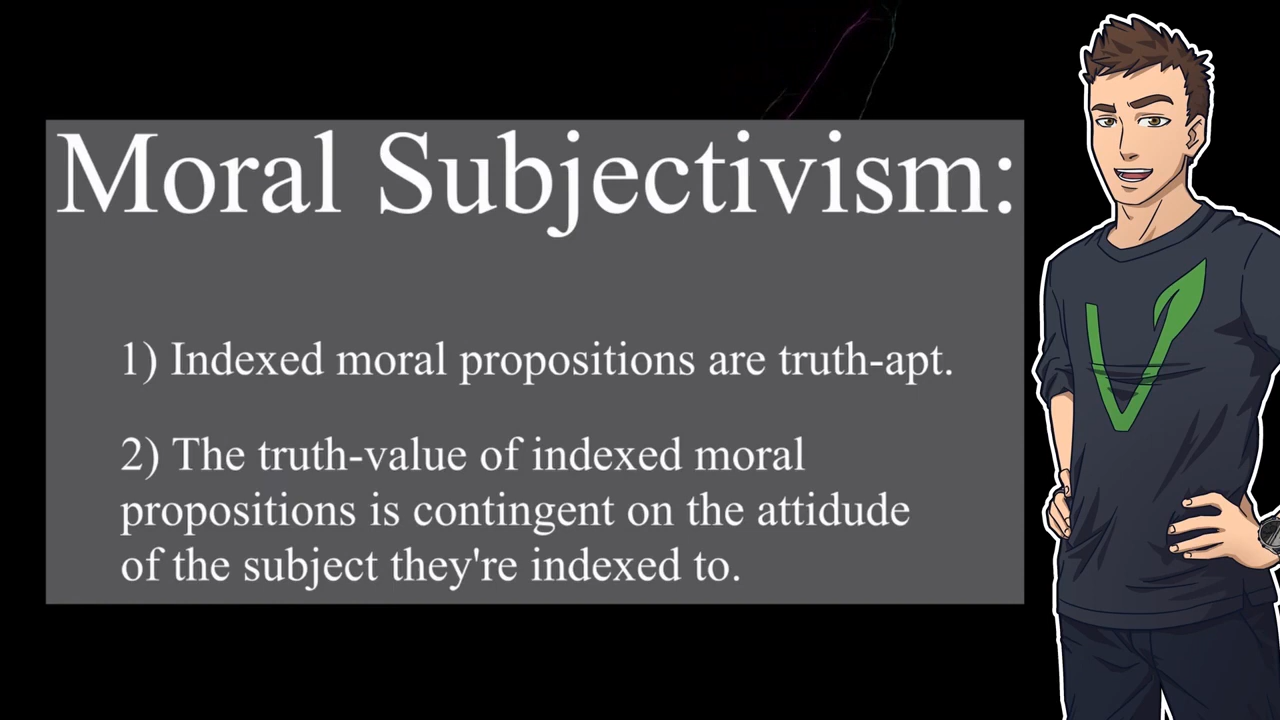 Moral Subjectivism:
1) Indexed moral propositions are truth-apt.
2) The truth-value of indexed moral
propositions is contingent on the attidude
of the subject they're indexed to.